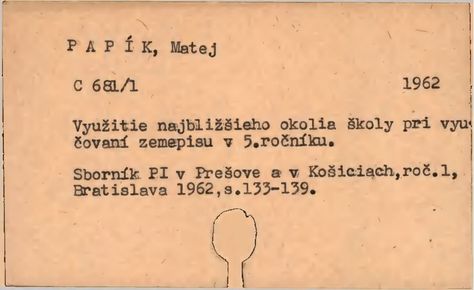 P A P Í K, Matej
C 681/1 1962
Využitie najbližšieho okolia školy pri vyu-
čovaní zemepisu v 5.ročníku.
Sborník PI v Prešove a v Košiciach,roč.1,
Bratislava 1962,s.133-139.